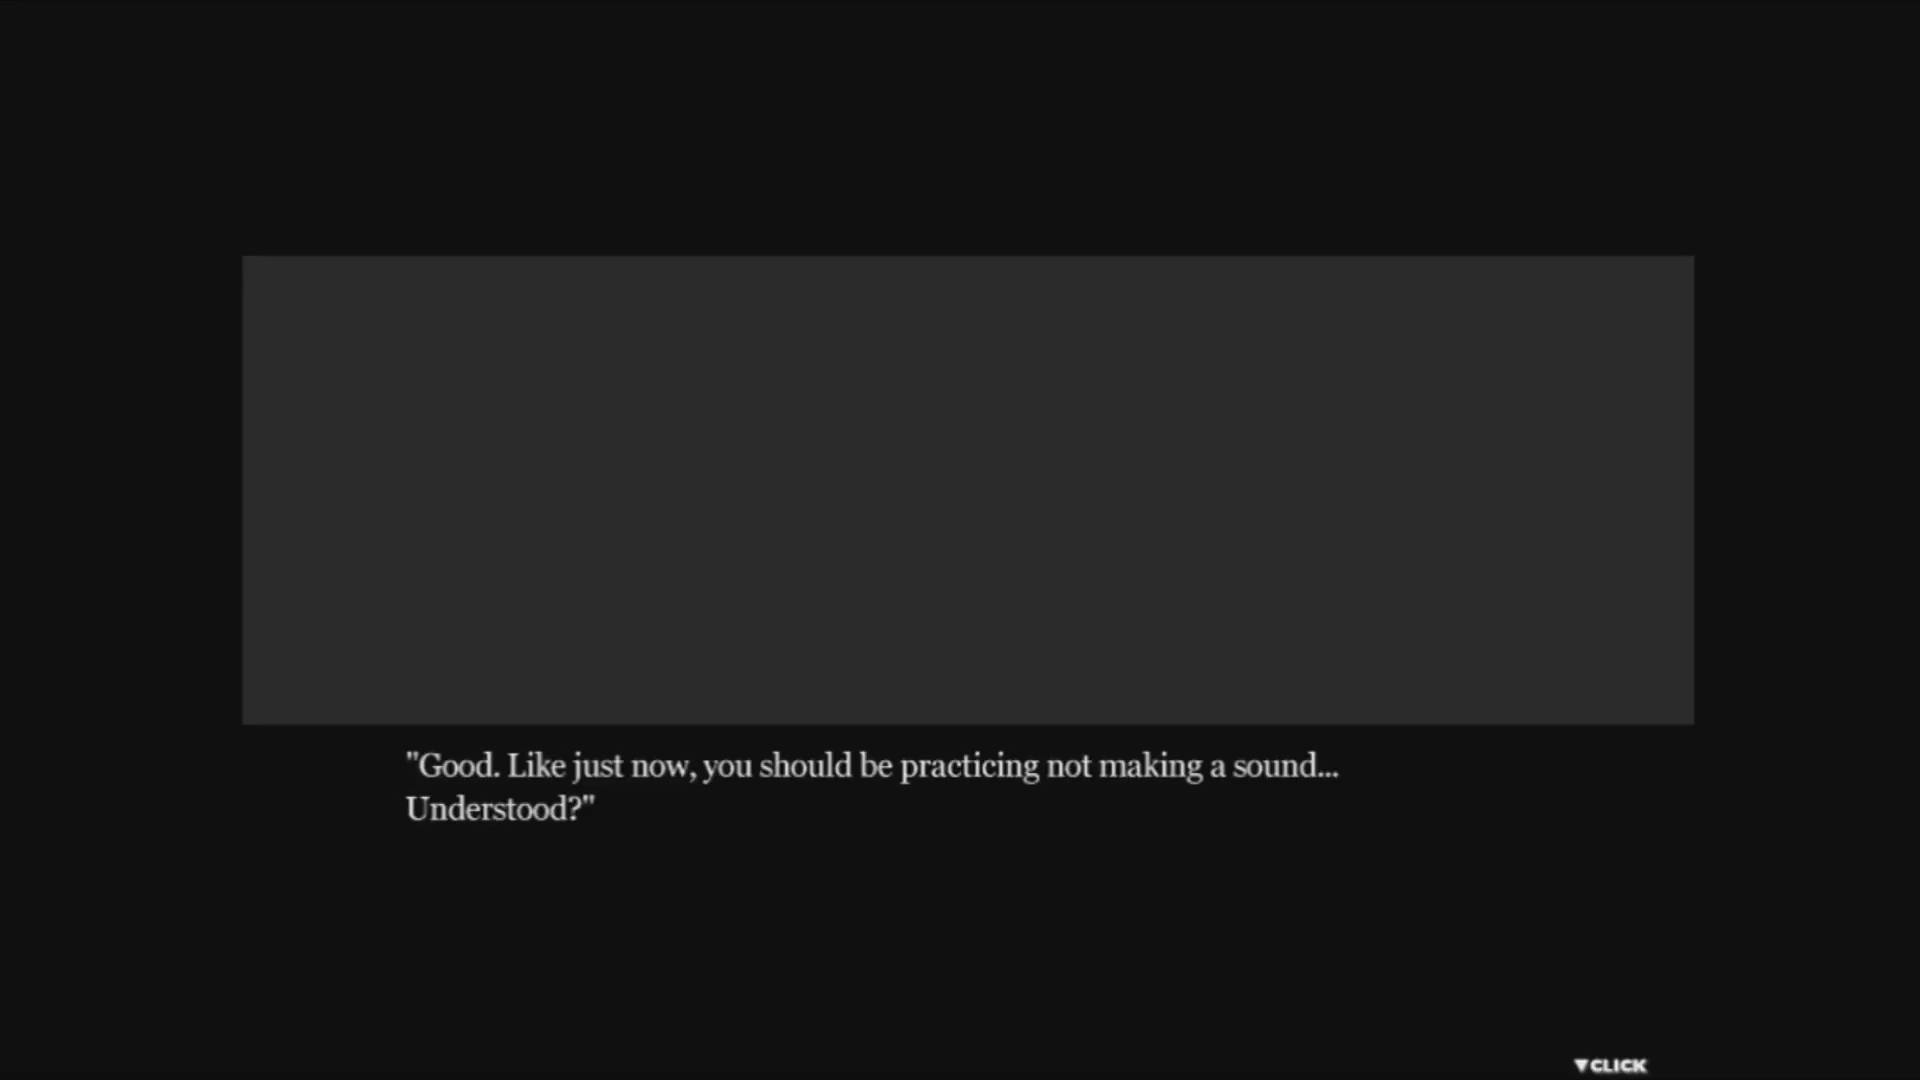 "Good. Like just now, you should be practicing not making a sound...
Understood?"
▼CLICK